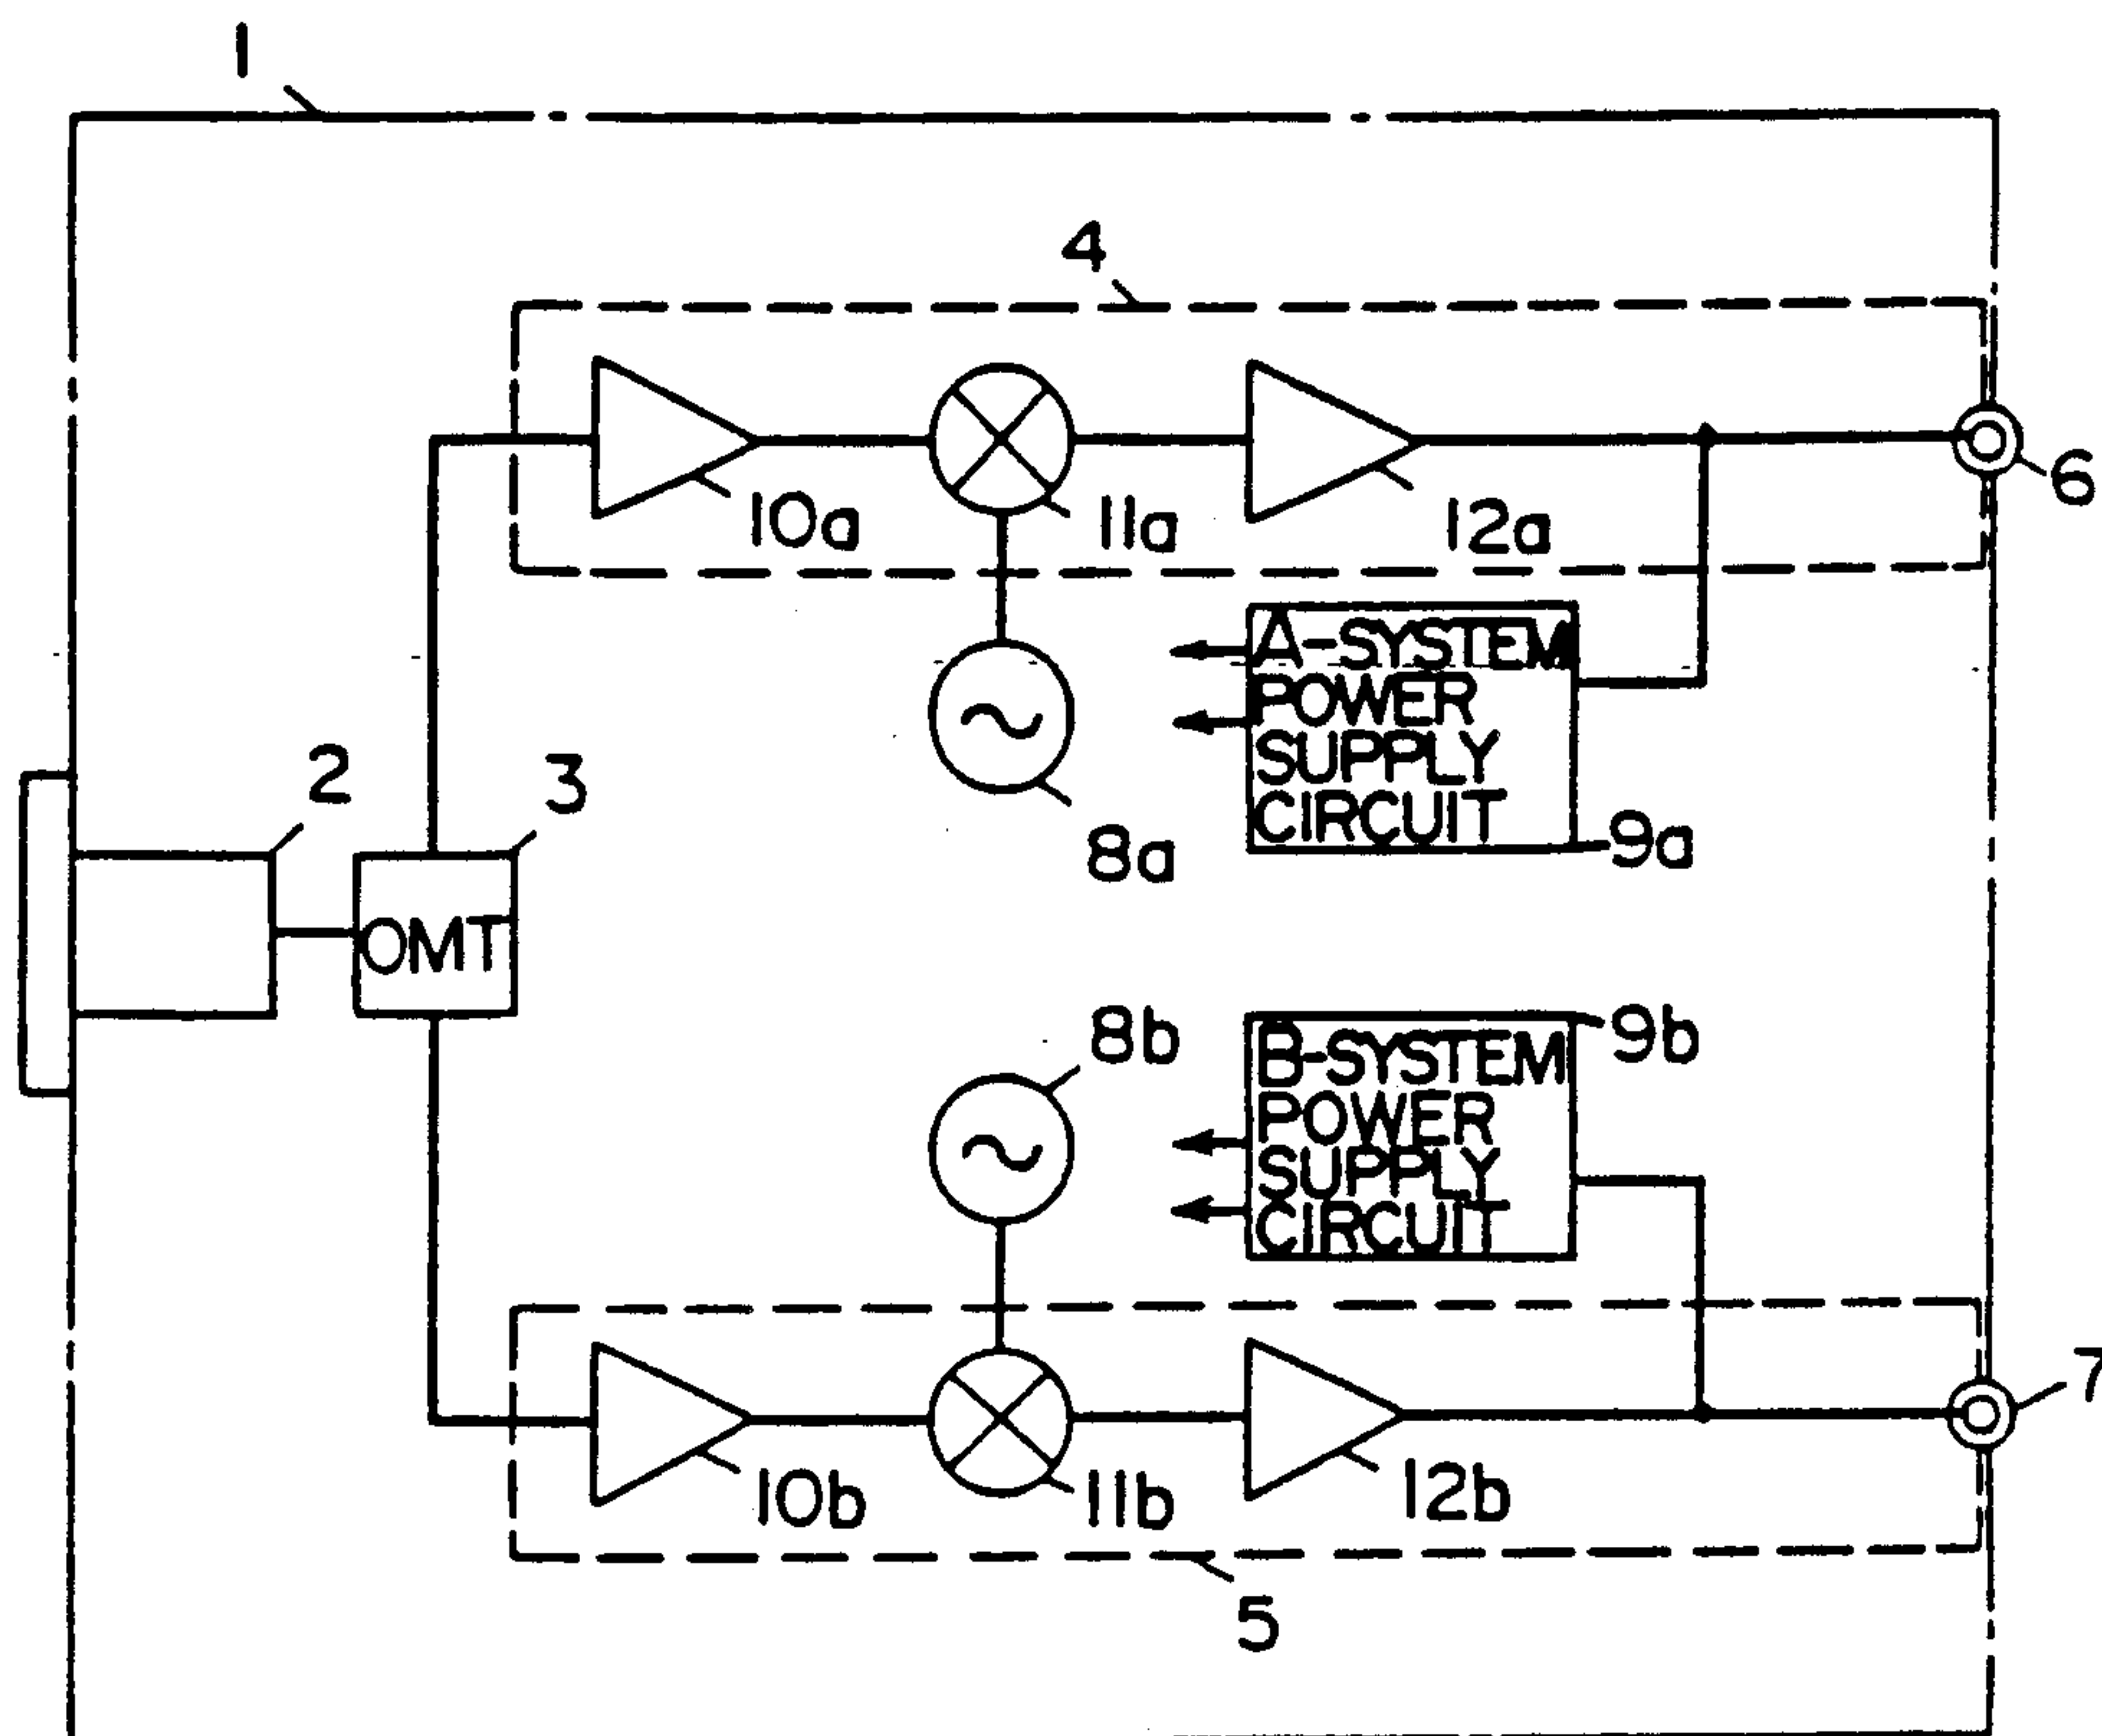 1
4
10a
11a
12a
6
A-SYSTEM
POWER
SUPPLY
CIRCUIT
2
3
8a
9a
OMT
8b
9b
B-SYSTEM
POWER
SUPPLY
CIRCUIT
7
10b
11b
12b
5